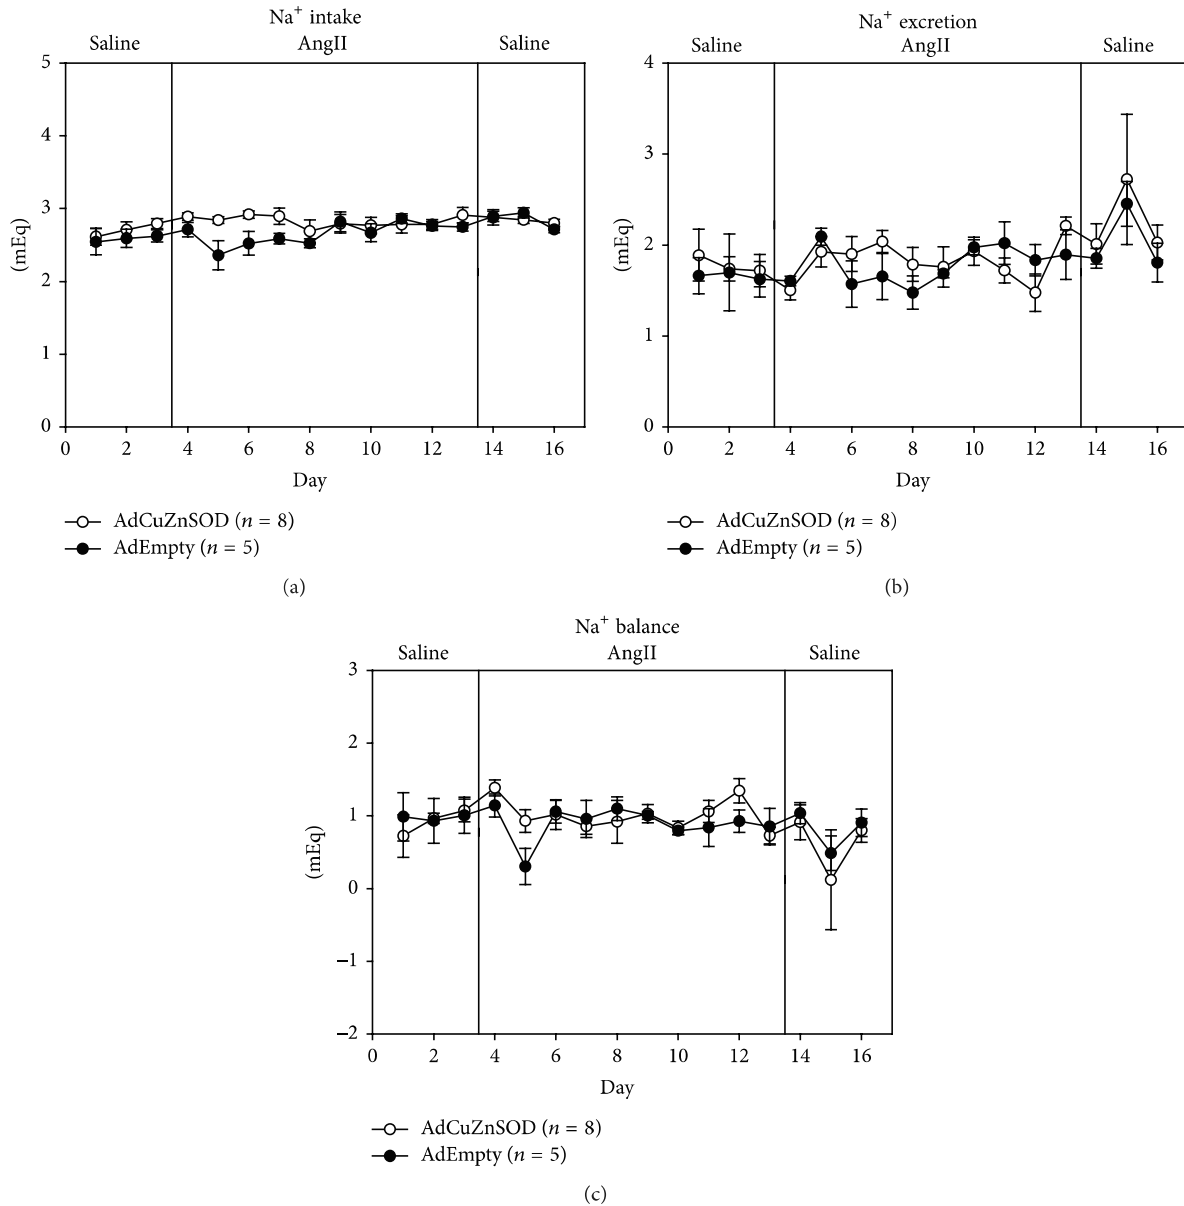 Na⁺ intake
Saline AngII Saline
5
4
3
2
1
0
(mEq)
0 2 4 6 8 10 12 14 16
Day
AdCuZnSOD (n = 8)
AdEmpty (n = 5)
(a)
Na⁺ excretion
Saline AngII Saline
4
3
2
1
0
(mEq)
0 2 4 6 8 10 12 14 16
Day
AdCuZnSOD (n = 8)
AdEmpty (n = 5)
(b)
Na⁺ balance
Saline AngII Saline
3
2
1
0
−1
−2
(mEq)
0 2 4 6 8 10 12 14 16
Day
AdCuZnSOD (n = 8)
AdEmpty (n = 5)
(c)